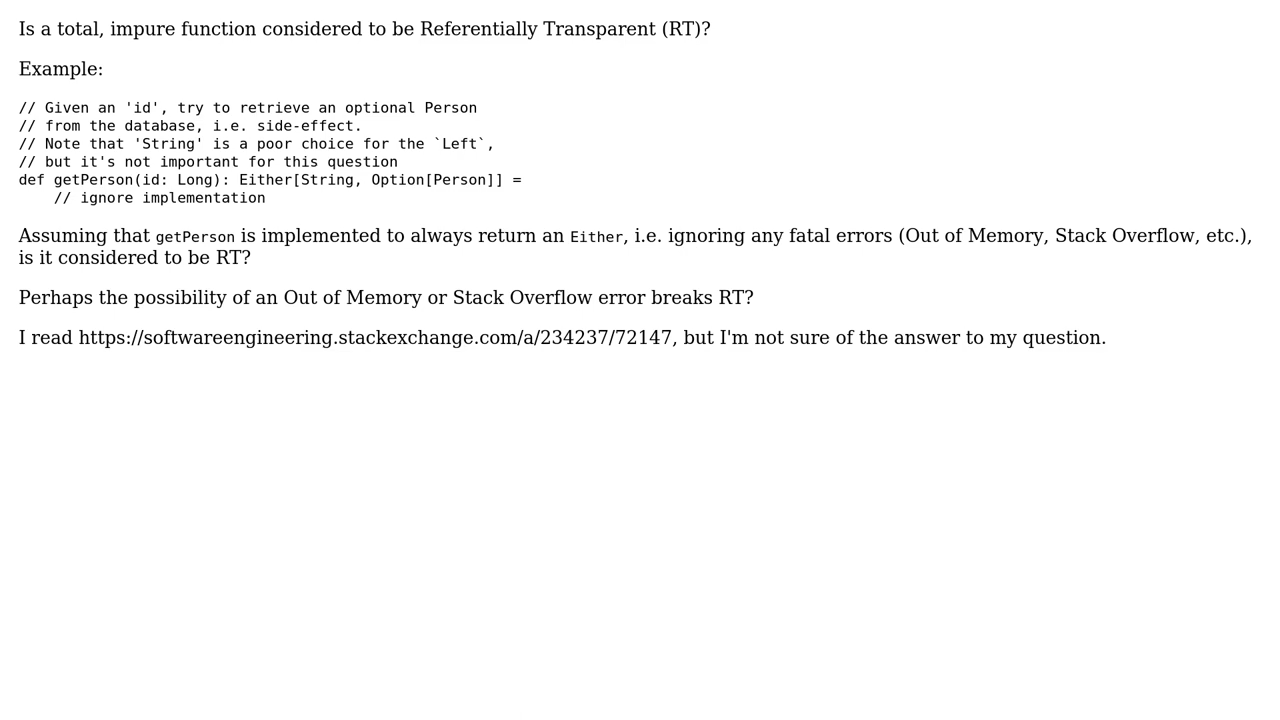 Is a total, impure function considered to be Referentially Transparent (RT)?
Example:
// Given an 'id', try to retrieve an optional Person
// from the database, i.e. side-effect.
// Note that 'String' is a poor choice for the `Left`,
// but it's not important for this question
def getPerson(id: Long): Either[String, Option[Person]] =
    // ignore implementation
Assuming that getPerson is implemented to always return an Either, i.e. ignoring any fatal errors (Out of Memory, Stack Overflow, etc.),
is it considered to be RT?
Perhaps the possibility of an Out of Memory or Stack Overflow error breaks RT?
I read https://softwareengineering.stackexchange.com/a/234237/72147, but I'm not sure of the answer to my question.